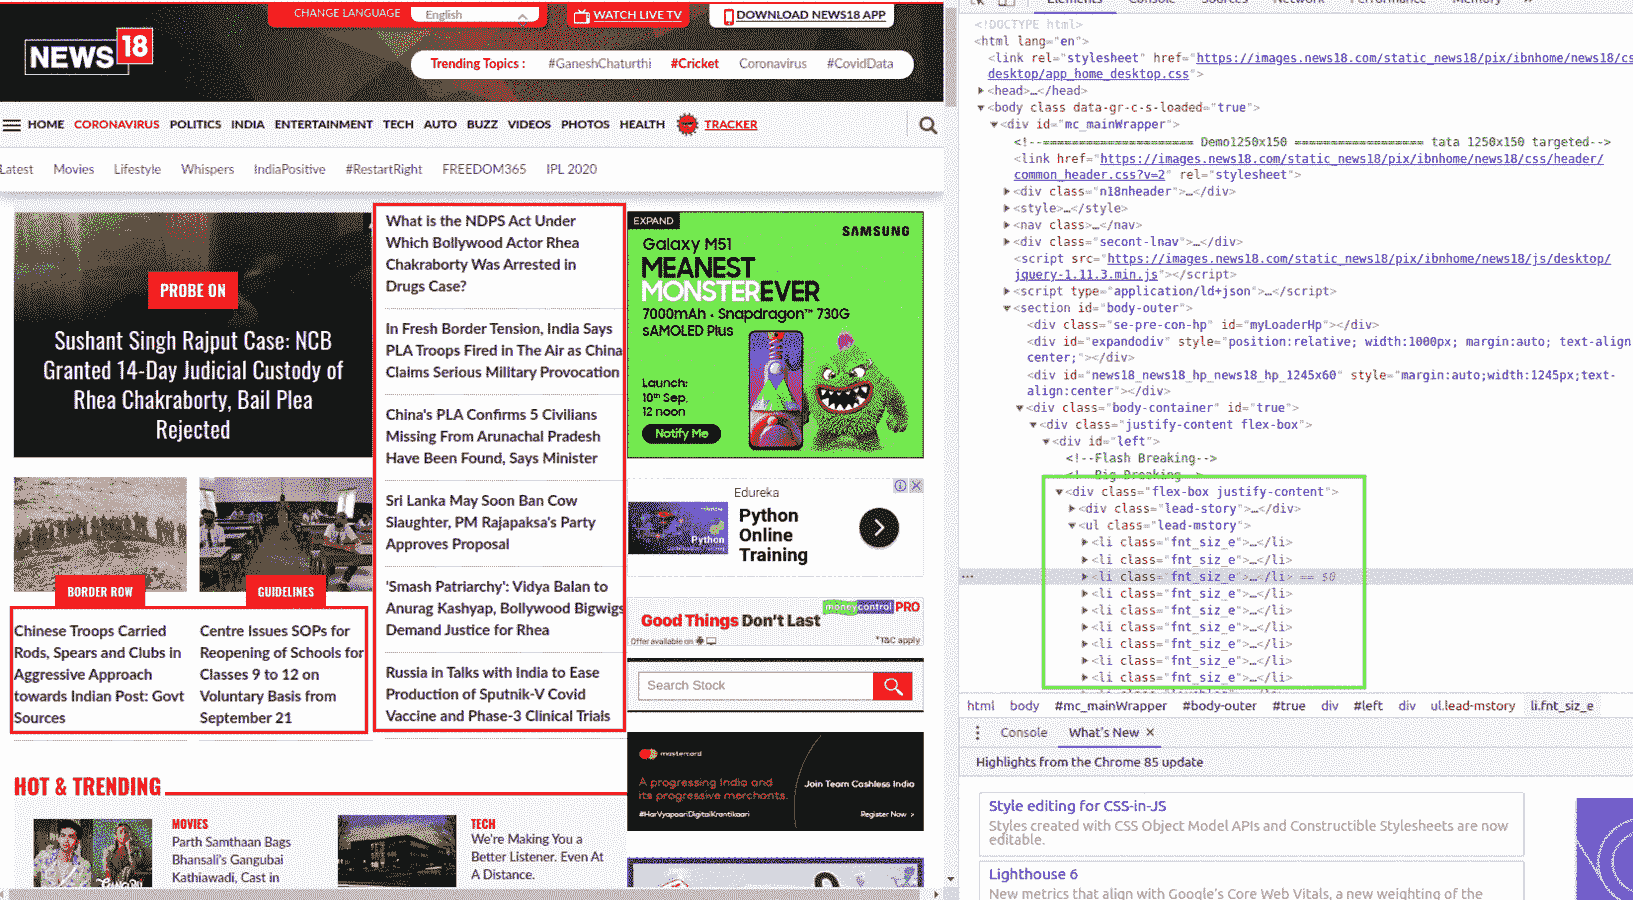 CHANGE LANGUAGE
English
WATCH LIVE TV
DOWNLOAD NEWS18 APP
NEWS 18
Trending Topics :
#GaneshChaturthi
#Cricket
Coronavirus
#CovidData
HOME
CORONAVIRUS
POLITICS
INDIA
ENTERTAINMENT
TECH
AUTO
BUZZ
VIDEOS
PHOTOS
HEALTH
TRACKER
Latest
Movies
Lifestyle
Whispers
IndiaPositive
#RestartRight
FREEDOM365
IPL 2020
PROBE ON
Sushant Singh Rajput Case: NCB
Granted 14-Day Judicial Custody of
Rhea Chakraborty, Bail Plea
Rejected
BORDER ROW
Chinese Troops Carried
Rods, Spears and Clubs in
Aggressive Approach
towards Indian Post: Govt
Sources
GUIDELINES
Centre Issues SOPs for
Reopening of Schools for
Classes 9 to 12 on
Voluntary Basis from
September 21
What is the NDPS Act Under
Which Bollywood Actor Rhea
Chakraborty Was Arrested in
Drugs Case?
In Fresh Border Tension, India Says
PLA Troops Fired in The Air as China
Claims Serious Military Provocation
China's PLA Confirms 5 Civilians
Missing From Arunachal Pradesh
Have Been Found, Says Minister
Sri Lanka May Soon Ban Cow
Slaughter, PM Rajapaksa's Party
Approves Proposal
'Smash Patriarchy': Vidya Balan to
Anurag Kashyap, Bollywood Bigwigs
Demand Justice for Rhea
Russia in Talks with India to Ease
Production of Sputnik-V Covid
Vaccine and Phase-3 Clinical Trials
EXPAND
SAMSUNG
Galaxy M51
MEANEST
MONSTER EVER
7000mAh • Snapdragon™ 730G
sAMOLED Plus
Launch:
10th Sep,
12 noon
Notify Me
Edureka
Python
Online
Training
Python
moneycontrol PRO
Good Things Don't Last
Offer available on
*T&C apply
Search Stock
mastercard
A progressing India and
its progressive merchants.
#HarVyapaariDigitalKrantikaari
Join Team Cashless India
Register Now >
HOT & TRENDING
MOVIES
Parth Samthaan Bags
Bhansali's Gangubai
Kathiawadi, Cast in
TECH
We're Making You a
Better Listener. Even At
A Distance.
Elements
Console
Sources
Network
Performance
Memory
<!DOCTYPE html>
<html lang="en">
<link rel="stylesheet" href="https://images.news18.com/static_news18/pix/ibnhome/news18/cs
desktop/app_home_desktop.css">
<head>…</head>
<body class data-gr-c-s-loaded="true">
<div id="mc_mainWrapper">
<!--===================== Demo1250x150 =================== tata 1250x150 targeted-->
<link href="https://images.news18.com/static_news18/pix/ibnhome/news18/css/header/
common_header.css?v=2" rel="stylesheet">
<div class="n18nheader">…</div>
<style>…</style>
<nav class>…</nav>
<div class="secont-lnav">…</div>
<script src="https://images.news18.com/static_news18/pix/ibnhome/news18/js/desktop/
jquery-1.11.3.min.js"></script>
<script type="application/ld+json">…</script>
<section id="body-outer">
<div class="se-pre-con-hp" id="myLoaderHp"></div>
<div id="expandodiv" style="position:relative; width:1000px; margin:auto; text-align
center;"></div>
<div id="news18_news18_hp_news18_hp_1245x60" style="margin:auto;width:1245px;text-
align:center"></div>
<div class="body-container" id="true">
<div class="justify-content flex-box">
<div id="left">
<!--Flash Breaking-->
<!--Big Breaking-->
<div class="flex-box justify-content">
<div class="lead-story">…</div>
<ul class="lead-mstory">
<li class="fnt_siz_e">…</li>
<li class="fnt_siz_e">…</li>
<li class="fnt_siz_e">…</li> == $0
<li class="fnt_siz_e">…</li>
<li class="fnt_siz_e">…</li>
<li class="fnt_siz_e">…</li>
<li class="fnt_siz_e">…</li>
<li class="fnt_siz_e">…</li>
<li class="fnt_siz_e">…</li>
html body #mc_mainWrapper #body-outer #true div #left div ul.lead-mstory li.fnt_siz_e
Console
What's New ×
Highlights from the Chrome 85 update
Style editing for CSS-in-JS
Styles created with CSS Object Model APIs and Constructible Stylesheets are now
editable.
Lighthouse 6
New metrics that align with Google's Core Web Vitals, a new weighting of the